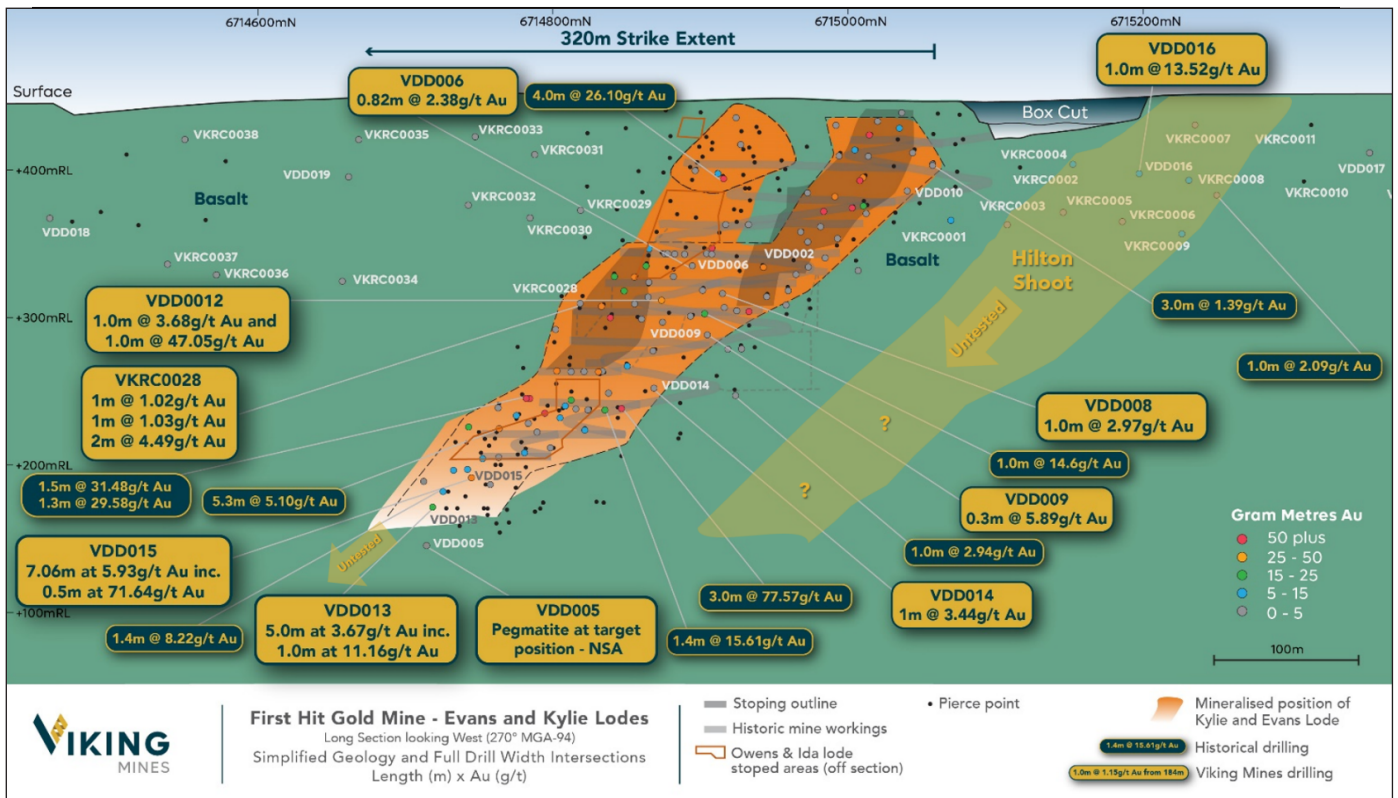 6714600mN
6714800mN
6715000mN
6715200mN
320m Strike Extent
Surface
VDD006
0.82m @ 2.38g/t Au
4.0m @ 26.10g/t Au
VDD016
1.0m @ 13.52g/t Au
Box Cut
VKRC0038
VKRC0035
VKRC0033
VKRC0031
VKRC0004
VKRC0007
VKRC0011
+400mRL
VDD019
VKRC0002
VDD016
VKRC0008
VDD017
VKRC0010
Basalt
VKRC0032
VKRC0029
VDD010
VKRC0003
VKRC0005
VKRC0006
VDD018
VKRC0030
VKRC0001
VKRC0009
VKRC0037
VKRC0036
VKRC0034
VDD006
VDD002
Basalt
Hilton
Shoot
VKRC0028
VDD0012
1.0m @ 3.68g/t Au and
1.0m @ 47.05g/t Au
+300mRL
VDD009
3.0m @ 1.39g/t Au
Untested
1.0m @ 2.09g/t Au
VKRC0028
1m @ 1.02g/t Au
1m @ 1.03g/t Au
2m @ 4.49g/t Au
VDD014
VDD008
1.0m @ 2.97g/t Au
?
1.0m @ 14.6g/t Au
+200mRL
1.5m @ 31.48g/t Au
1.3m @ 29.58g/t Au
5.3m @ 5.10g/t Au
VDD015
?
VDD009
0.3m @ 5.89g/t Au
VDD013
VDD005
Untested
1.0m @ 2.94g/t Au
VDD015
7.06m at 5.93g/t Au inc.
0.5m at 71.64g/t Au
Gram Metres Au
50 plus
25 - 50
15 - 25
5 - 15
0 - 5
+100mRL
1.4m @ 8.22g/t Au
VDD013
5.0m at 3.67g/t Au inc.
1.0m at 11.16g/t Au
VDD005
Pegmatite at target
position - NSA
3.0m @ 77.57g/t Au
1.4m @ 15.61g/t Au
VDD014
1m @ 3.44g/t Au
100m
VIKING
MINES
First Hit Gold Mine - Evans and Kylie Lodes
Long Section looking West (270° MGA-94)
Simplified Geology and Full Drill Width Intersections
Length (m) x Au (g/t)
Stoping outline
Historic mine workings
Owens & Ida lode
stoped areas (off section)
Pierce point
Mineralised position of
Kylie and Evans Lode
1.4m @ 15.61g/t Au
Historical drilling
1.0m @ 1.15g/t Au from 184m
Viking Mines drilling